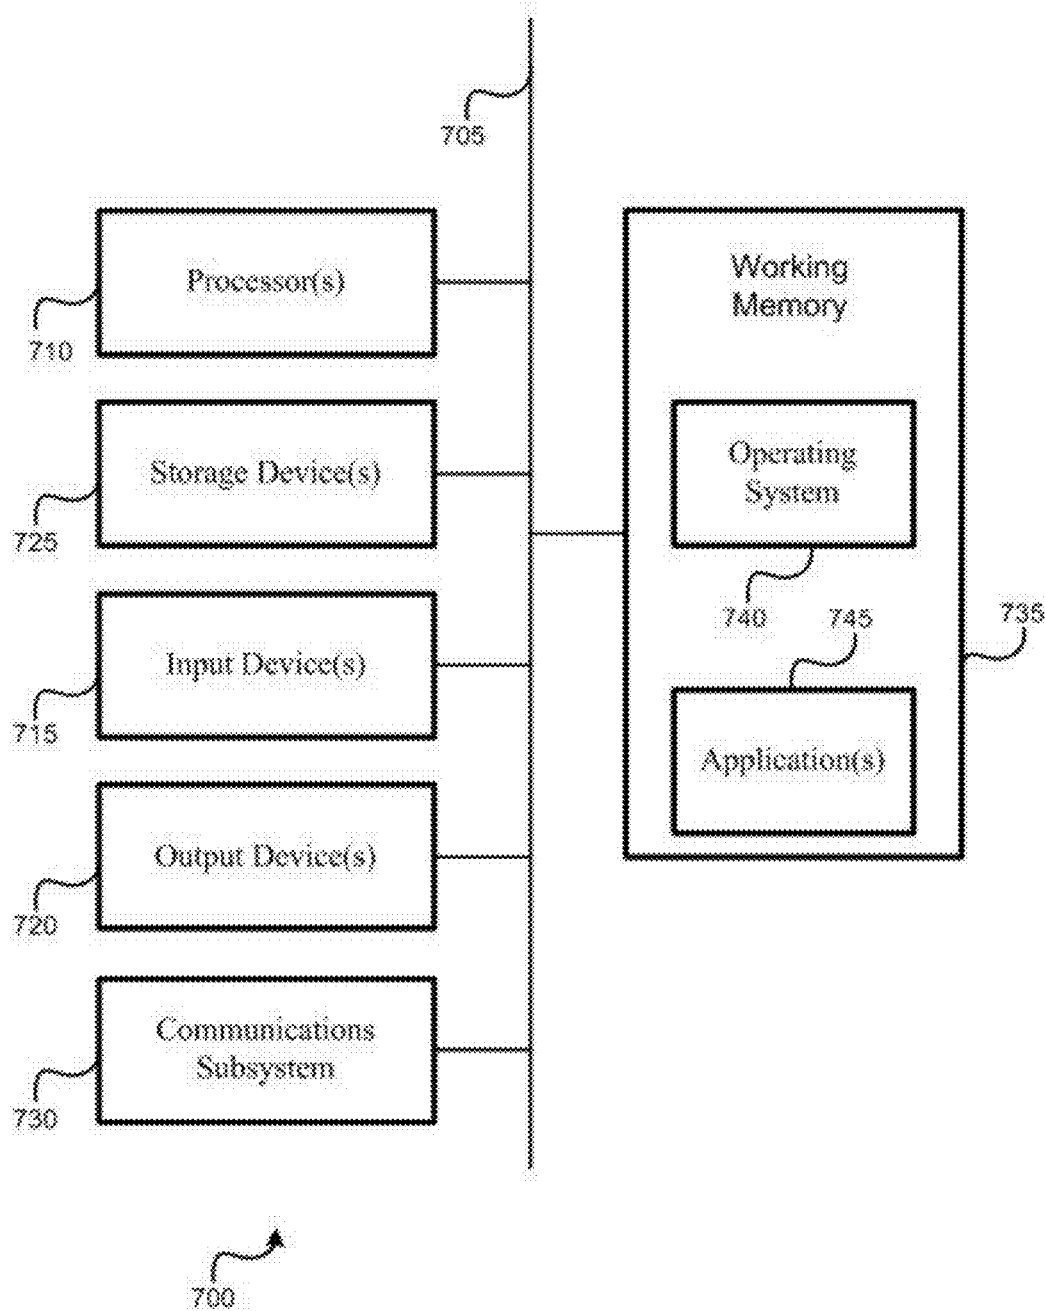 705
Processor(s)
710
Storage Device(s)
725
Input Device(s)
715
Output Device(s)
720
Communications
Subsystem
730
Working
Memory
Operating
System
740
745
735
Application(s)
700